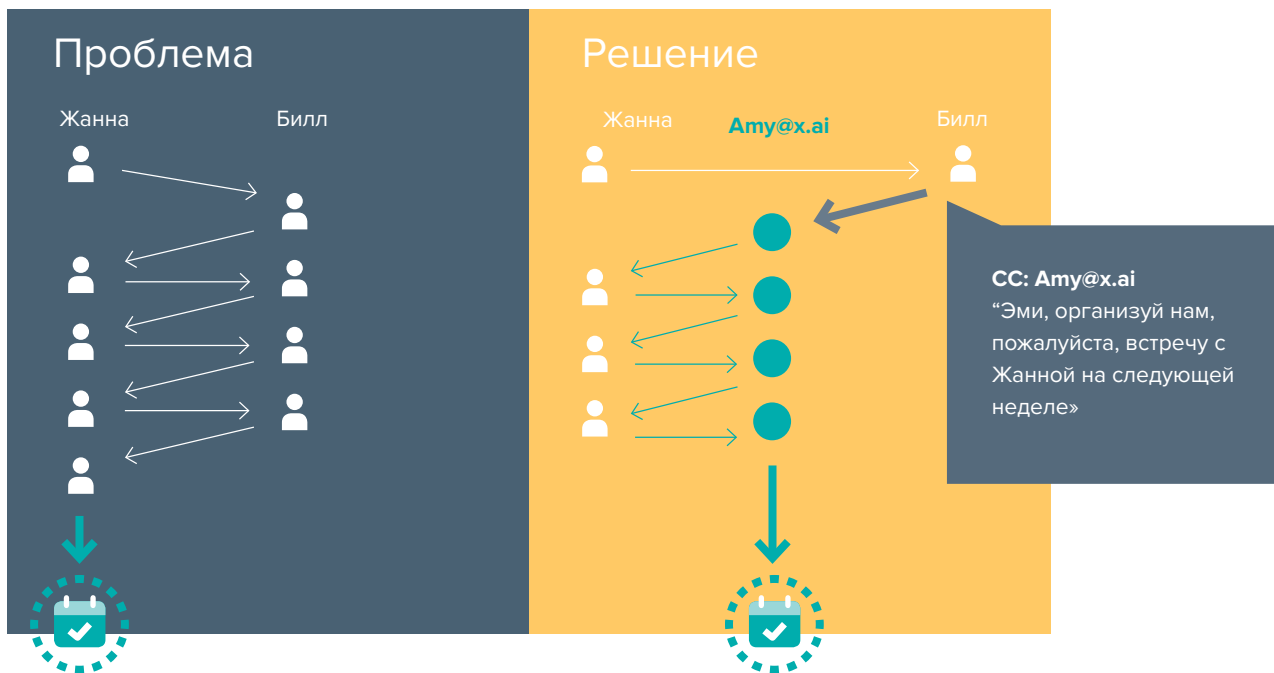 Проблема
Жанна
Билл
Решение
Жанна
Amy@x.ai
Билл
CC: Amy@x.ai
“Эми, организуй нам,
пожалуйста, встречу с
Жанной на следующей
неделе»